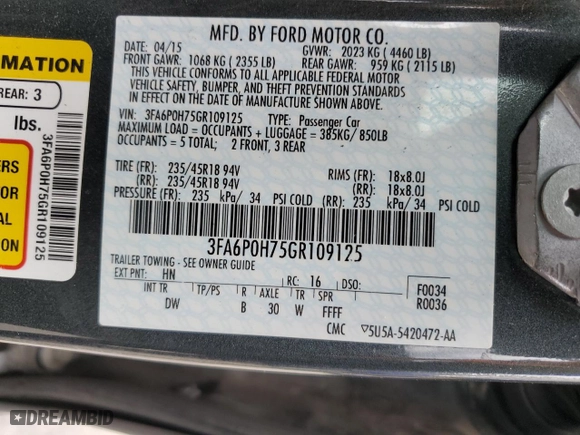 MFD. BY FORD MOTOR CO.
DATE: 04/15 GVWR: 2023 KG ( 4460 LB)
FRONT GAWR: 1068 KG ( 2355 LB) REAR GAWR: 959 KG ( 2115 LB)
THIS VEHICLE CONFORMS TO ALL APPLICABLE FEDERAL MOTOR
VEHICLE SAFETY, BUMPER, AND THEFT PREVENTION STANDARDS
IN EFFECT ON THE DATE OF MANUFACTURE SHOWN ABOVE.
VIN: 3FA6P0H75GR109125 TYPE: Passenger Car
MAXIMUM LOAD = OCCUPANTS + LUGGAGE = 385KG/ 850LB
OCCUPANTS = 5 TOTAL; 2 FRONT, 3 REAR
TIRE (FR): 235/45R18 94V RIMS (FR): 18x8.0J
(RR): 235/45R18 94V (RR): 18x8.0J
PRESSURE (FR): 235 kPa/ 34 PSI COLD (RR): 235 kPa/ 34 PSI COLD
3FA6P0H75GR109125
TRAILER TOWING - SEE OWNER GUIDE
EXT PNT: HN RC: 16 DSO:
F0034
R0036
INT TR TP/PS R AXLE TR SPR
DW B 30 W FFFF
CMC ▽5U5A-5420472-AA
MATION
REAR: 3
lbs.
ERS
OR
AL
ION
3FA6P0H75GR109125
© DREAMBID